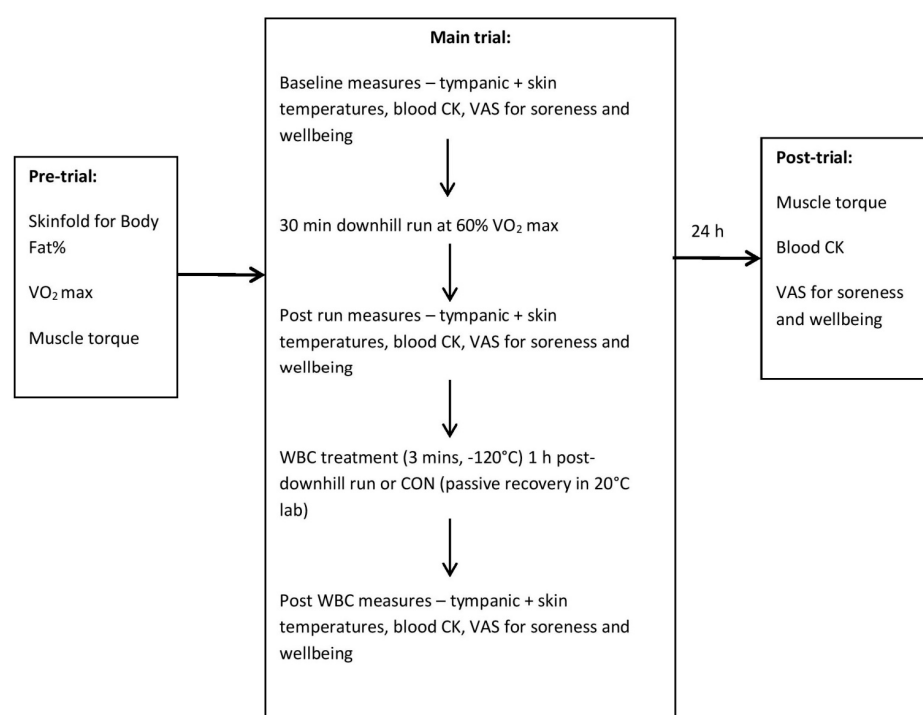 Pre-trial:
Skinfold for Body
Fat%
VO₂ max
Muscle torque
Main trial:
Baseline measures – tympanic + skin
temperatures, blood CK, VAS for soreness and
wellbeing
30 min downhill run at 60% VO₂ max
Post run measures – tympanic + skin
temperatures, blood CK, VAS for soreness and
wellbeing
WBC treatment (3 mins, -120°C) 1 h post-
downhill run or CON (passive recovery in 20°C
lab)
Post WBC measures – tympanic + skin
temperatures, blood CK, VAS for soreness and
wellbeing
24 h
Post-trial:
Muscle torque
Blood CK
VAS for soreness
and wellbeing